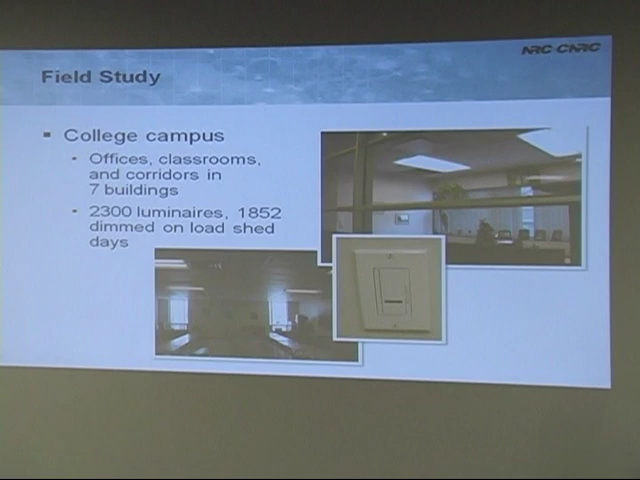 NRC·CNRC
Field Study
▪ College campus
• Offices, classrooms,
and corridors in
7 buildings
• 2300 luminaires, 1852
dimmed on load shed
days